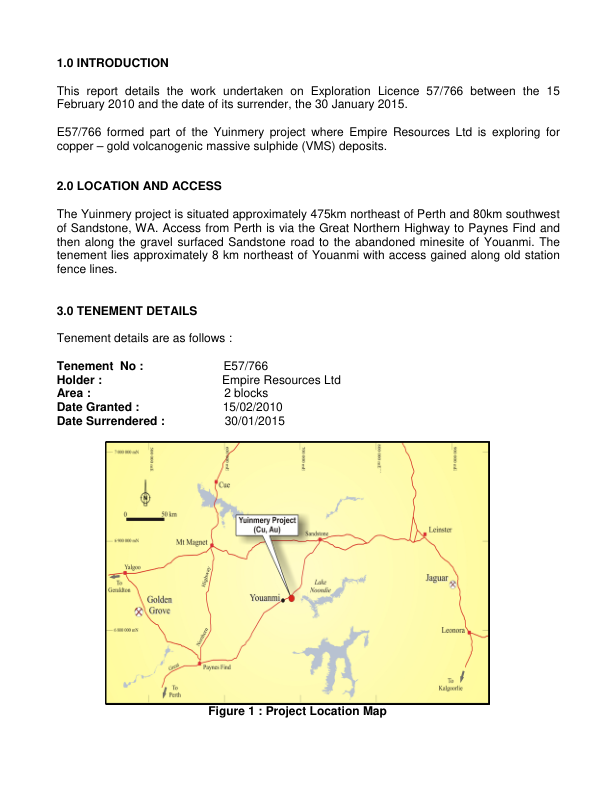 1.0 INTRODUCTION
This report details the work undertaken on Exploration Licence 57/766 between the 15
February 2010 and the date of its surrender, the 30 January 2015.
E57/766 formed part of the Yuinmery project where Empire Resources Ltd is exploring for
copper – gold volcanogenic massive sulphide (VMS) deposits.
2.0 LOCATION AND ACCESS
The Yuinmery project is situated approximately 475km northeast of Perth and 80km southwest
of Sandstone, WA. Access from Perth is via the Great Northern Highway to Paynes Find and
then along the gravel surfaced Sandstone road to the abandoned minesite of Youanmi. The
tenement lies approximately 8 km northeast of Youanmi with access gained along old station
fence lines.
3.0 TENEMENT DETAILS
Tenement details are as follows :
Tenement No : E57/766
Holder : Empire Resources Ltd
Area : 2 blocks
Date Granted : 15/02/2010
Date Surrendered : 30/01/2015
Cue
N
0 50 km
Yuinmery Project
(Cu, Au)
Sandstone
Leinster
Mt Magnet
Yalgoo
To
Geraldton
Golden
Grove
Highway
Youanmi
Lake
Noondie
Jaguar
Northern
Leonora
Great
Paynes Find
To
Perth
To
Kalgoorlie
Figure 1 : Project Location Map